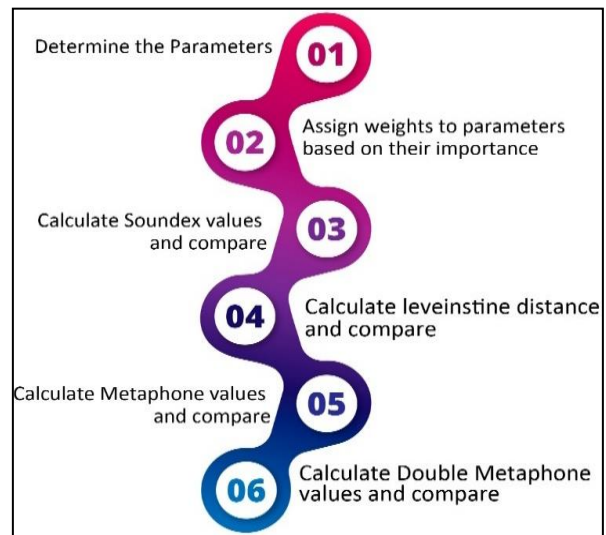 Determine the Parameters
01
02
Assign weights to parameters
based on their importance
Calculate Soundex values
and compare
03
04
Calculate leveinstine distance
and compare
Calculate Metaphone values
and compare
05
06
Calculate Double Metaphone
values and compare